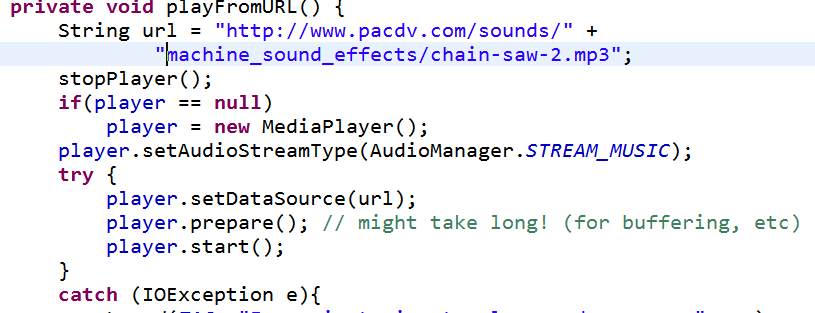 private void playFromURL() {
String url = "http://www.pacdv.com/sounds/" +
"machine_sound_effects/chain-saw-2.mp3";
stopPlayer();
if(player == null)
player = new MediaPlayer();
player.setAudioStreamType(AudioManager.STREAM_MUSIC);
try {
player.setDataSource(url);
player.prepare(); // might take long! (for buffering, etc)
player.start();
}
catch (IOException e){